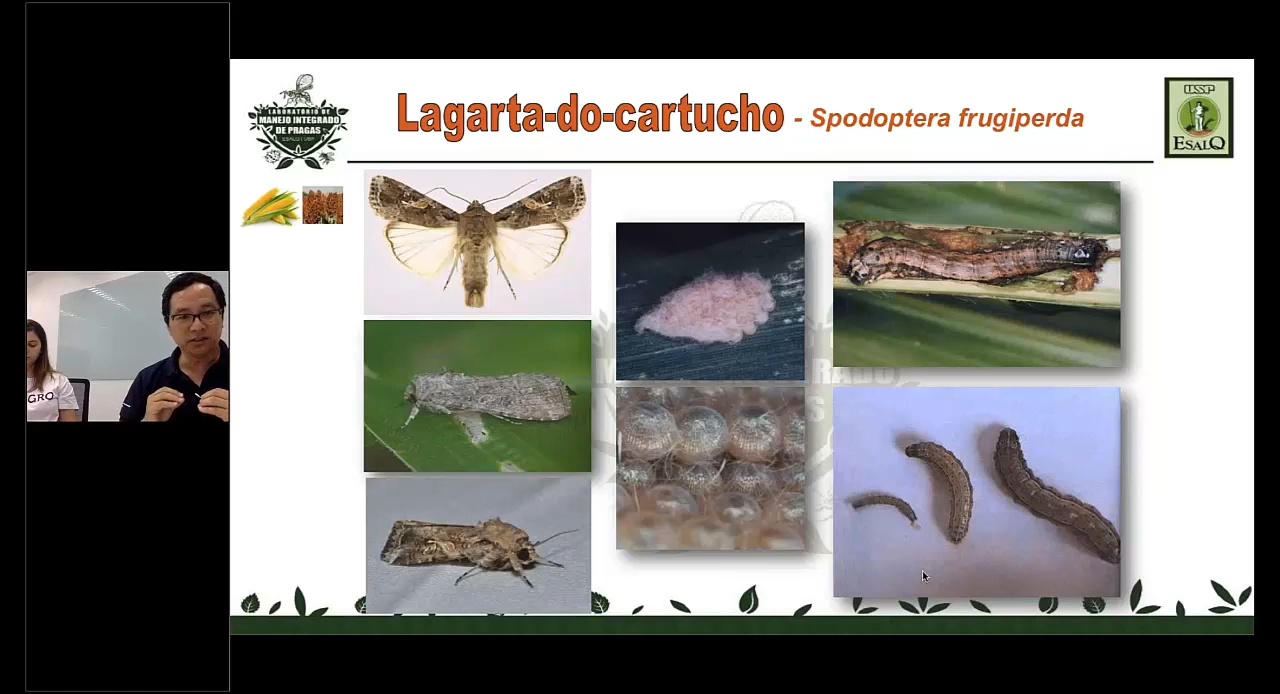 LABORATÓRIO DE
MANEJO INTEGRADO
DE PRAGAS
Lagarta-do-cartucho - Spodoptera frugiperda
USP
ESALQ
GRO